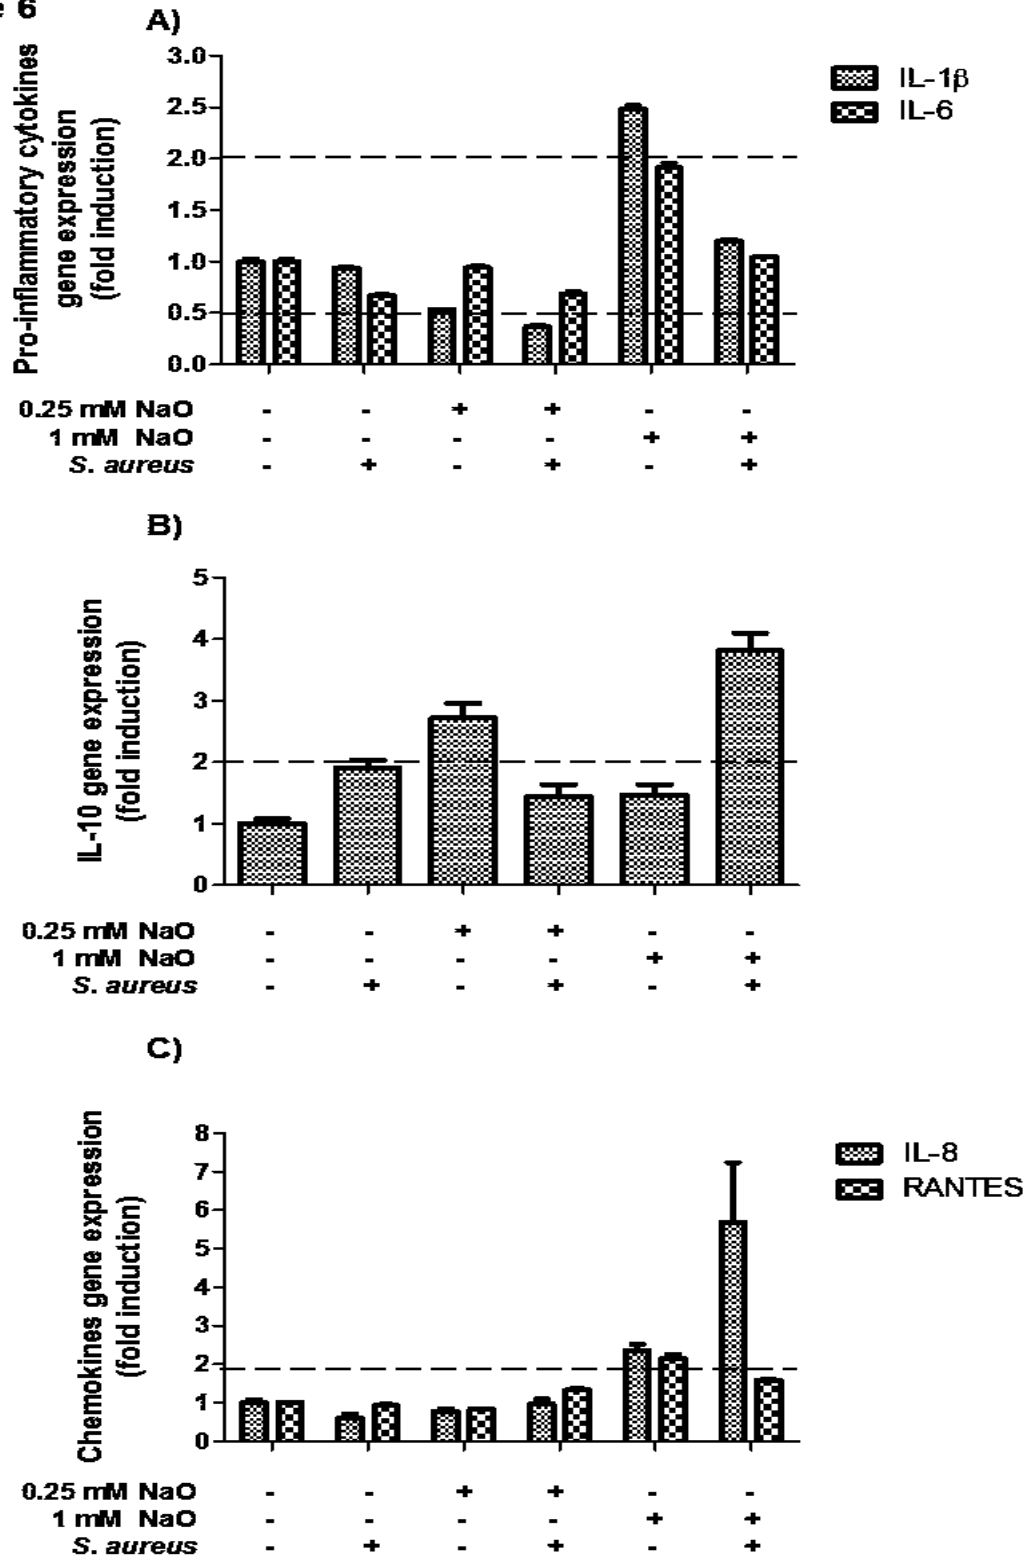 e 6
A)
Pro-inflammatory cytokines
gene expression
(fold induction)
3.0
2.5
2.0
1.5
1.0
0.5
0.0
IL-1β
IL-6
0.25 mM NaO - - + + - -
1 mM NaO - - - - + +
S. aureus - + - + - +
B)
IL-10 gene expression
(fold induction)
5
4
3
2
1
0
0.25 mM NaO - - + + - -
1 mM NaO - - - - + +
S. aureus - + - + - +
C)
Chemokines gene expression
(fold induction)
8
7
6
5
4
3
2
1
0
IL-8
RANTES
0.25 mM NaO - - + + - -
1 mM NaO - - - - + +
S. aureus - + - + - +